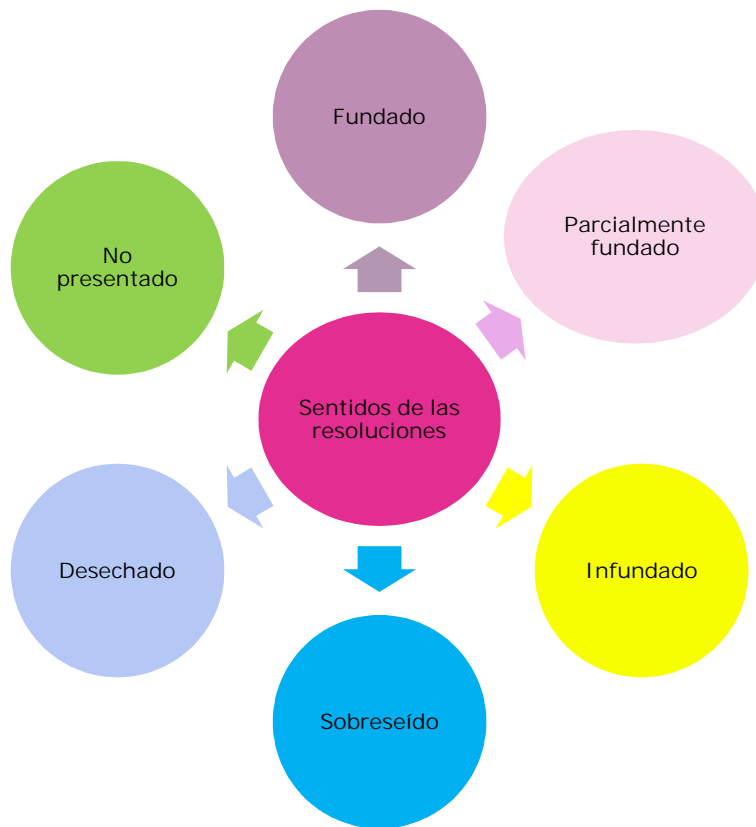 Fundado
Parcialmente
fundado
No
presentado
Sentidos de las
resoluciones
Desechado
Infundado
Sobreseído